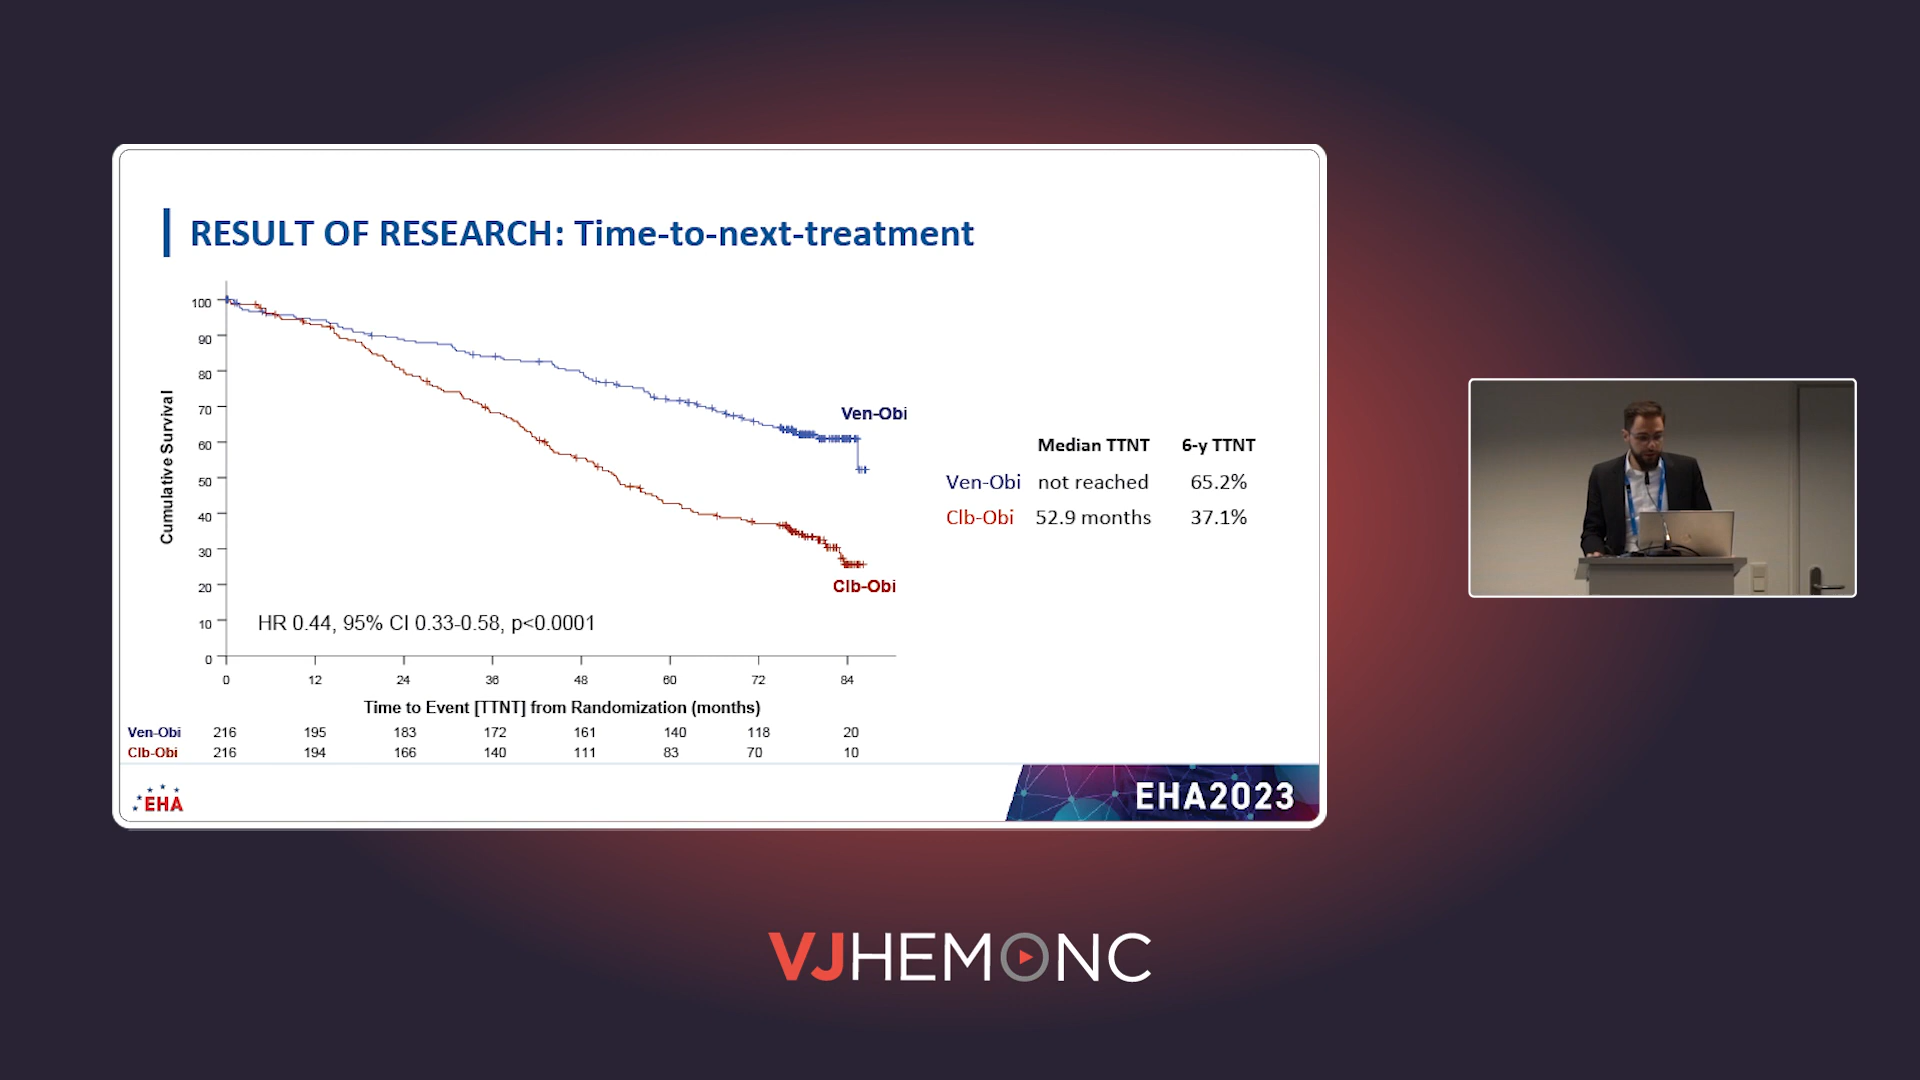 RESULT OF RESEARCH: Time-to-next-treatment
100
90
80
70
60
50
40
30
20
10
0
Cumulative Survival
Ven-Obi
Clb-Obi
HR 0.44, 95% CI 0.33-0.58, p<0.0001
0 12 24 36 48 60 72 84
Time to Event [TTNT] from Randomization (months)
Ven-Obi 216 195 183 172 161 140 118 20
Clb-Obi 216 194 166 140 111 83 70 10
Median TTNT 6-y TTNT
Ven-Obi not reached 65.2%
Clb-Obi 52.9 months 37.1%
EHA
EHA2023
VJHEMONC